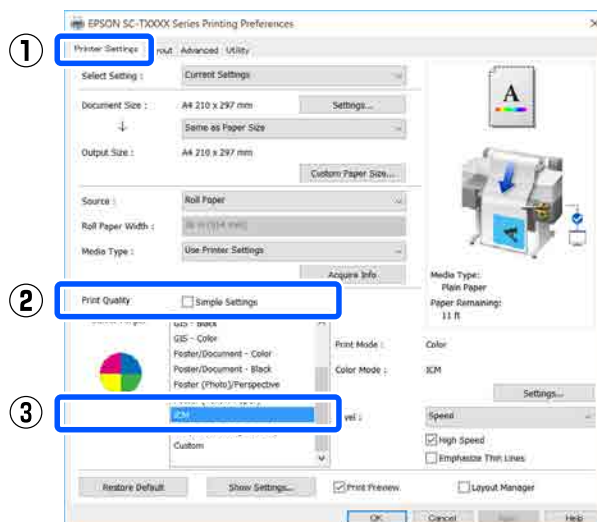 EPSON SC-TXXXX Series Printing Preferences
1
Printer Settings
Advanced Utility
Select Setting :
Current Settings
Document Size :
A4 210 x 297 mm
Settings...
Same as Paper Size
Output Size :
A4 210 x 297 mm
Custom Paper Size...
Source :
Roll Paper
Roll Paper Width :
Media Type :
Use Printer Settings
Acquire Info
A
Media Type:
Plain Paper
Paper Remaining:
11 ft
2
Print Quality
Simple Settings
GIS - Color
Poster/Document - Color
Poster/Document - Black
Poster (Photo)/Perspective
3
ICM
Custom
Print Mode :
Color
Color Mode :
ICM
Settings...
Speed
High Speed
Emphasize Thin Lines
Restore Default
Show Settings...
Print Preview
Layout Manager
OK
Cancel
Help